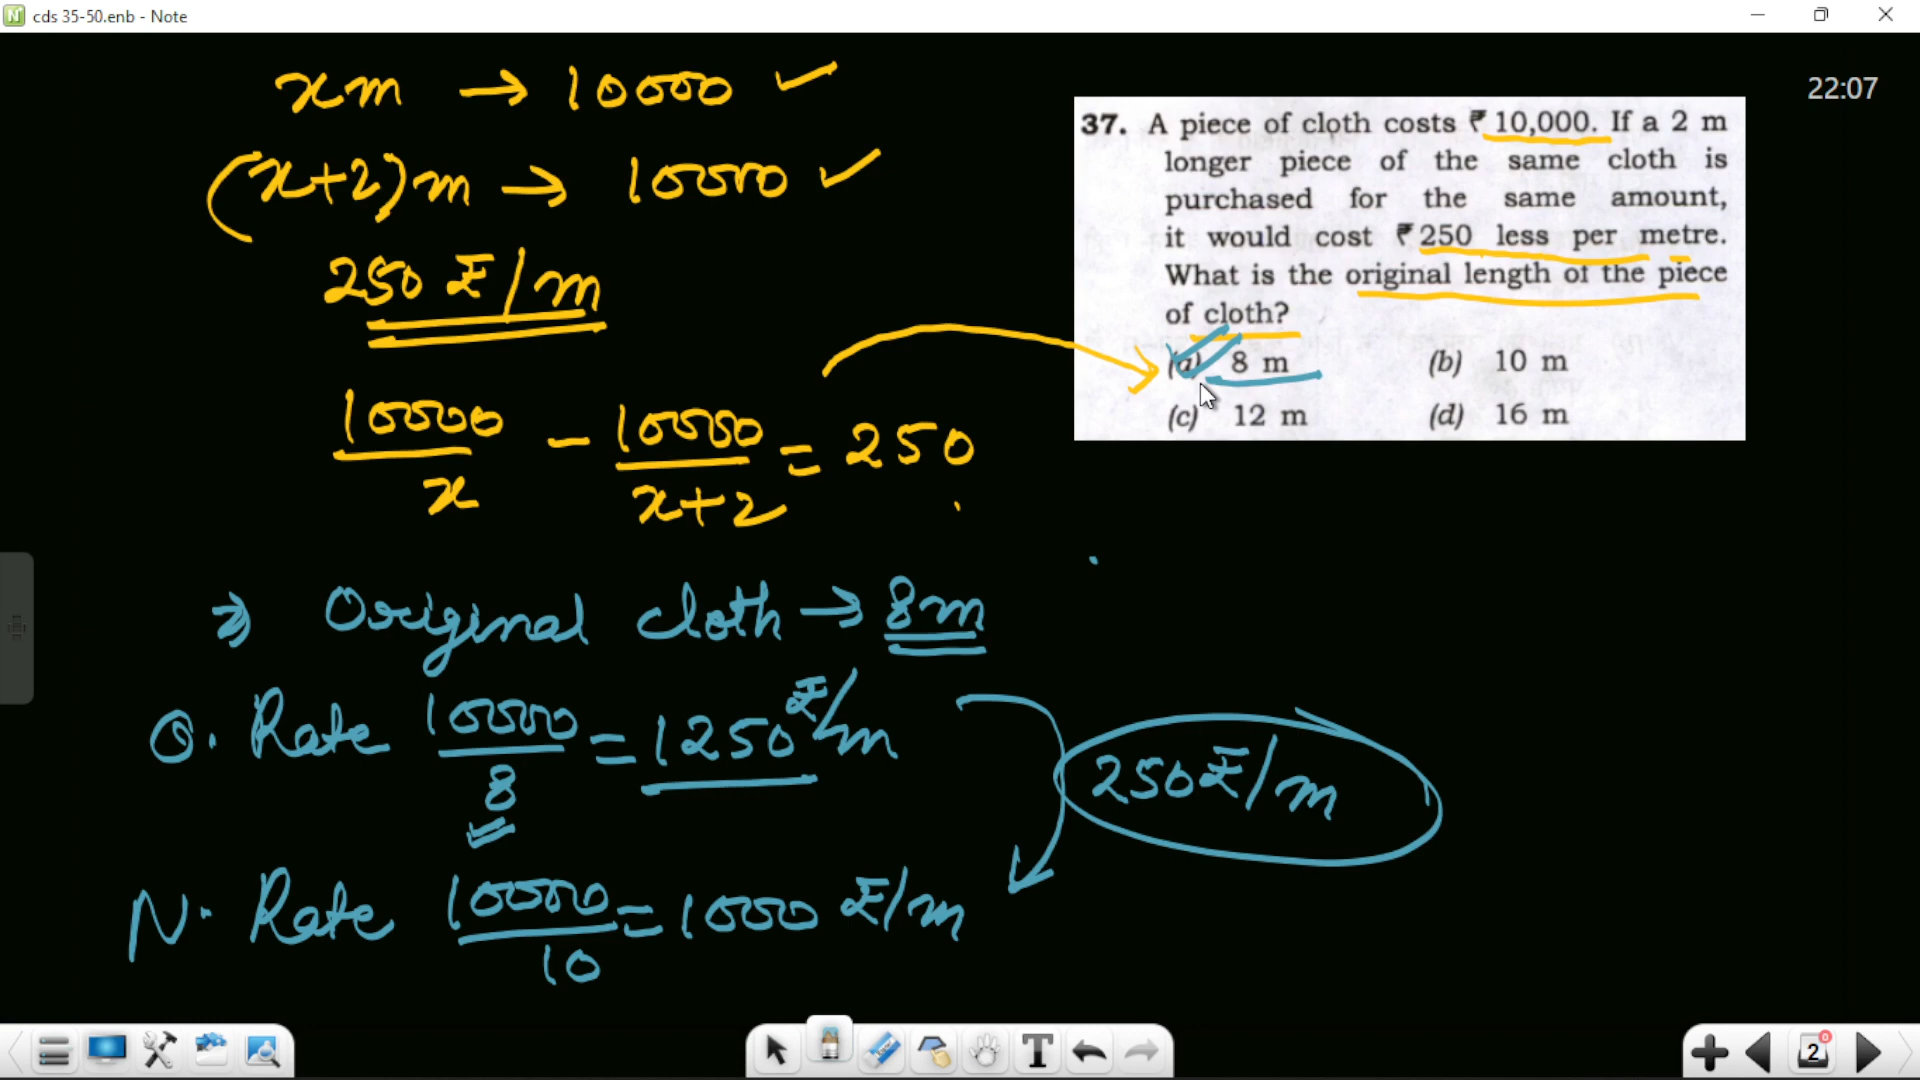 cds 35-50.enb - Note
22:07
xm → 10000 ✓
(x+2)m → 10000 ✓
250 ₹/m
10000/x - 10000/x+2 = 250
37. A piece of cloth costs ₹ 10,000. If a 2 m
longer piece of the same cloth is
purchased for the same amount,
it would cost ₹ 250 less per metre.
What is the original length of the piece
of cloth?
(a) 8 m (b) 10 m
(c) 12 m (d) 16 m
⇒ Original cloth → 8m
O. Rate 10000/8 = 1250 ₹/m
250 ₹/m
N. Rate 10000/10 = 1000 ₹/m
T
2
0